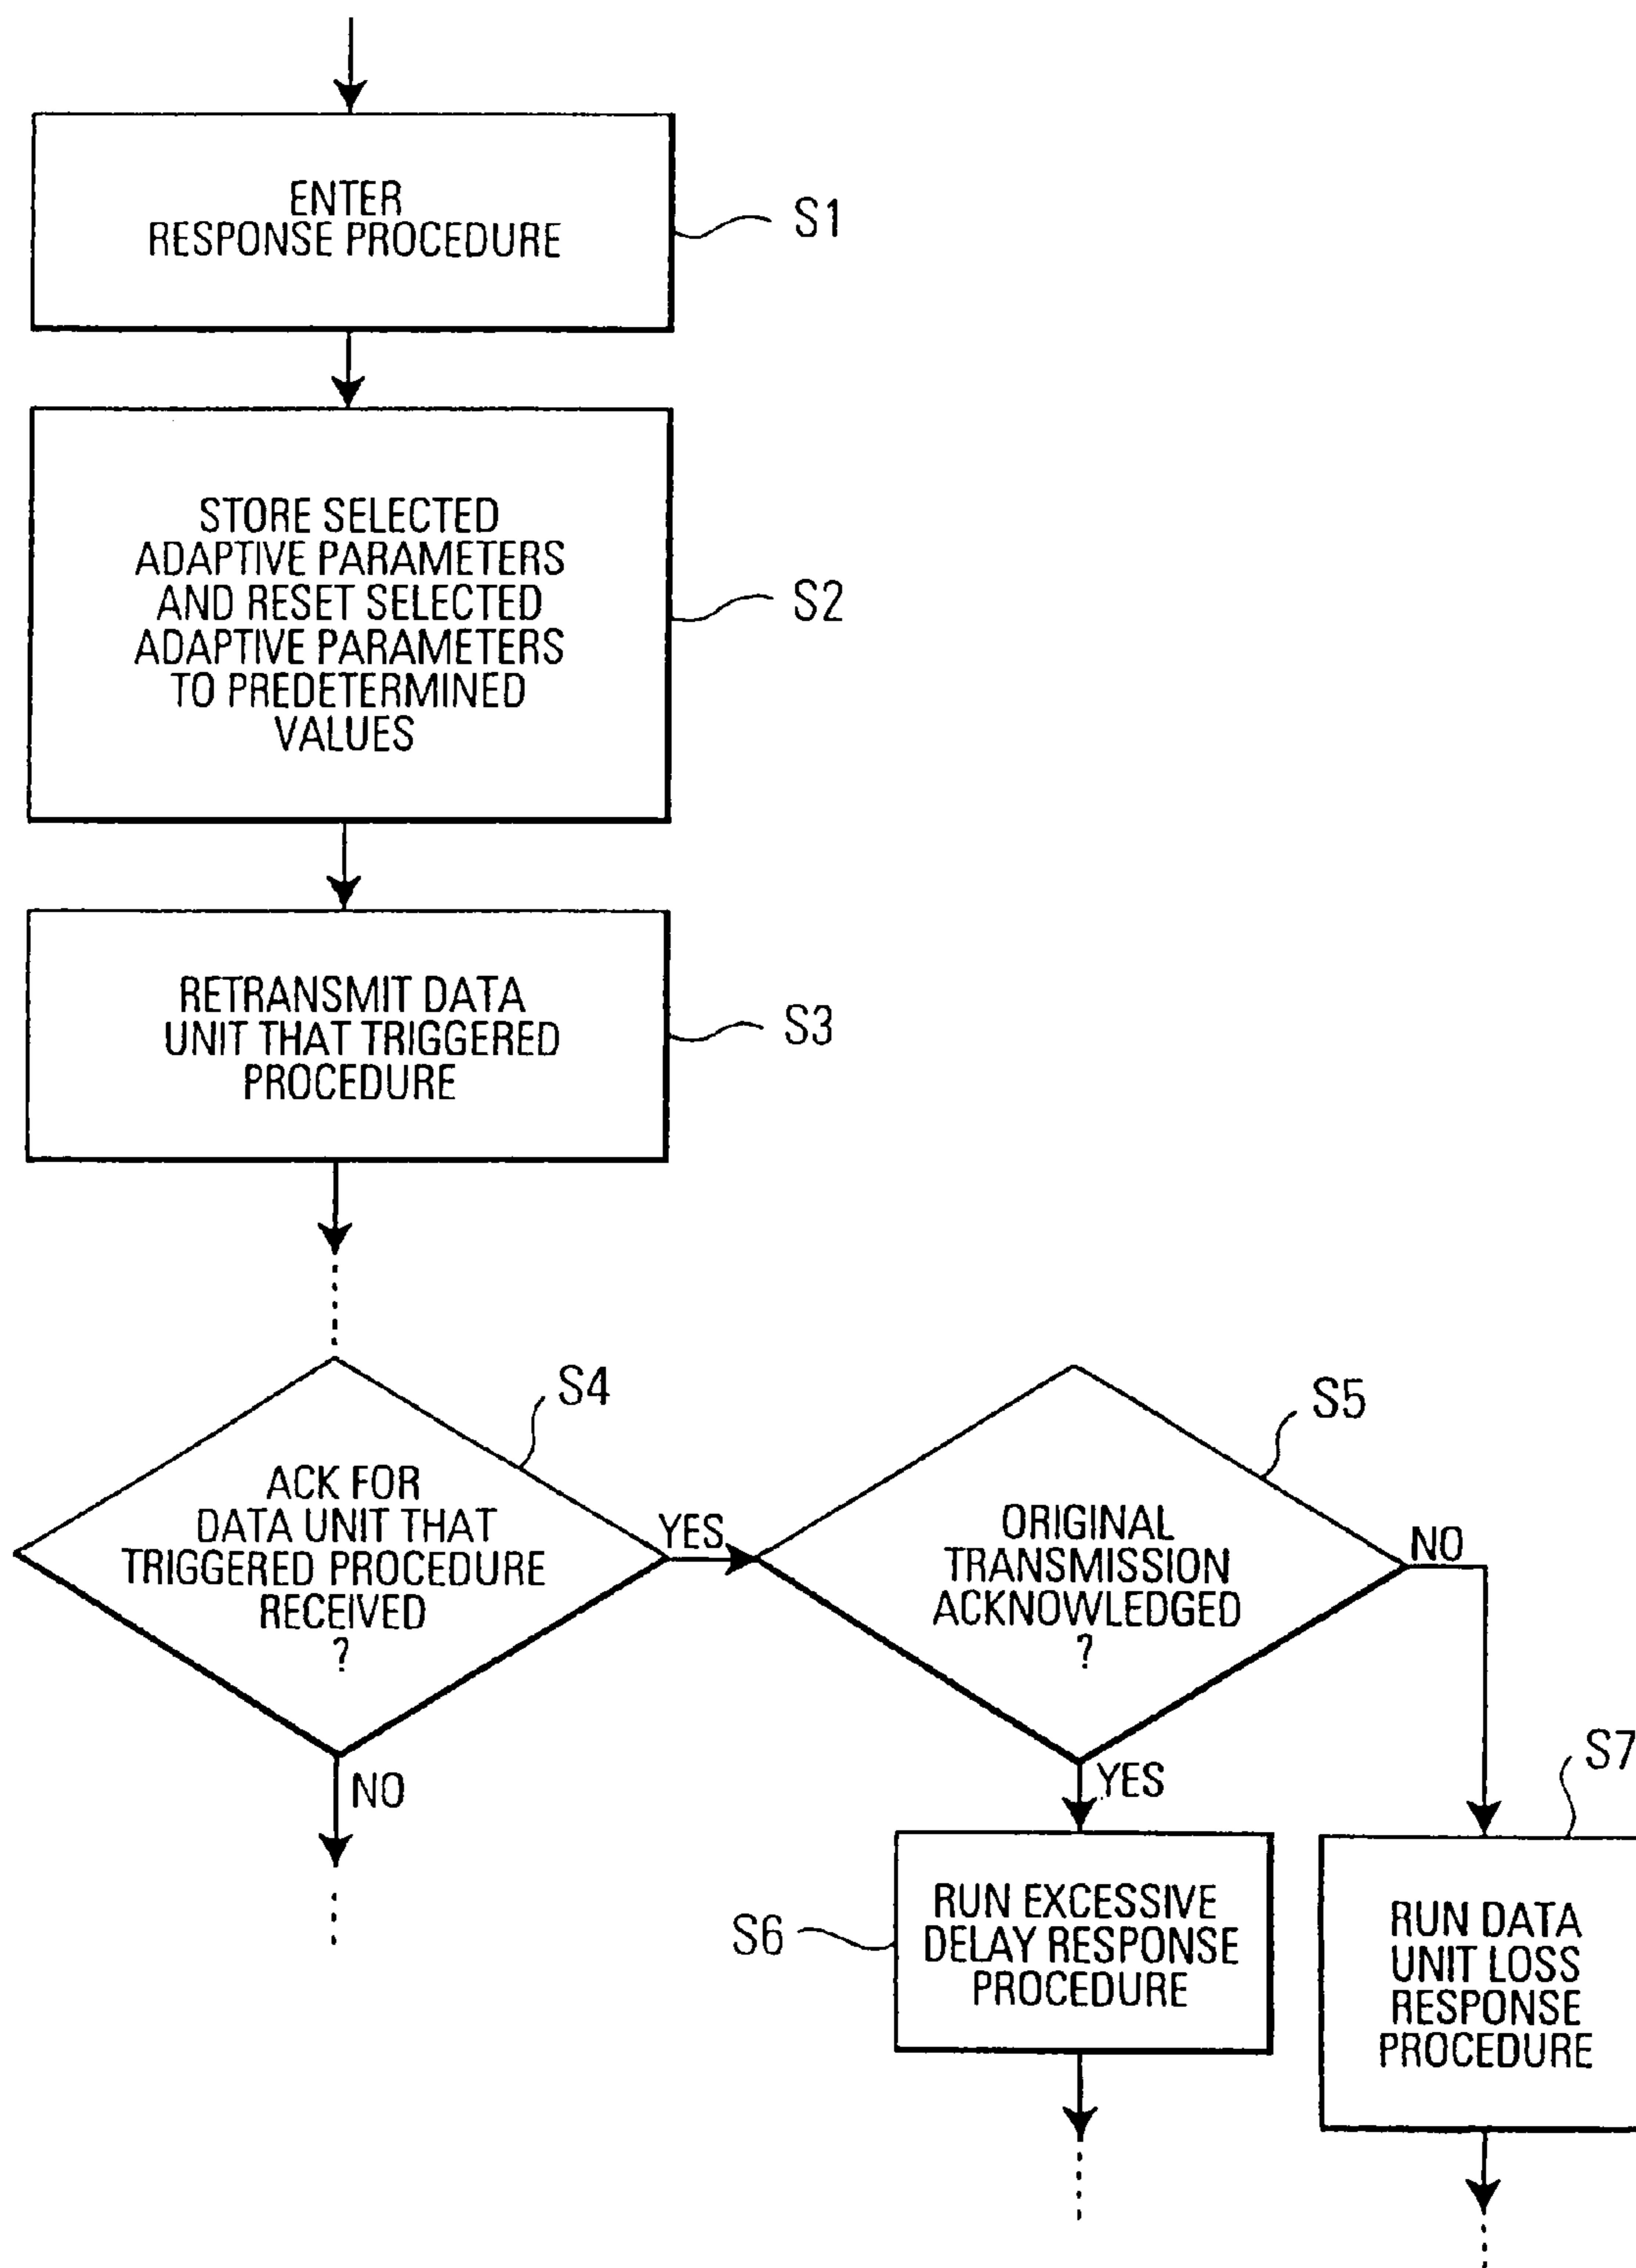 ENTER
RESPONSE PROCEDURE
S1
STORE SELECTED
ADAPTIVE PARAMETERS
AND RESET SELECTED
ADAPTIVE PARAMETERS
TO PREDETERMINED
VALUES
S2
RETRANSMIT DATA
UNIT THAT TRIGGERED
PROCEDURE
S3
ACK FOR
DATA UNIT THAT
TRIGGERED PROCEDURE
RECEIVED
?
S4
YES
NO
ORIGINAL
TRANSMISSION
ACKNOWLEDGED
?
S5
NO
YES
RUN EXCESSIVE
DELAY RESPONSE
PROCEDURE
S6
RUN DATA
UNIT LOSS
RESPONSE
PROCEDURE
S7